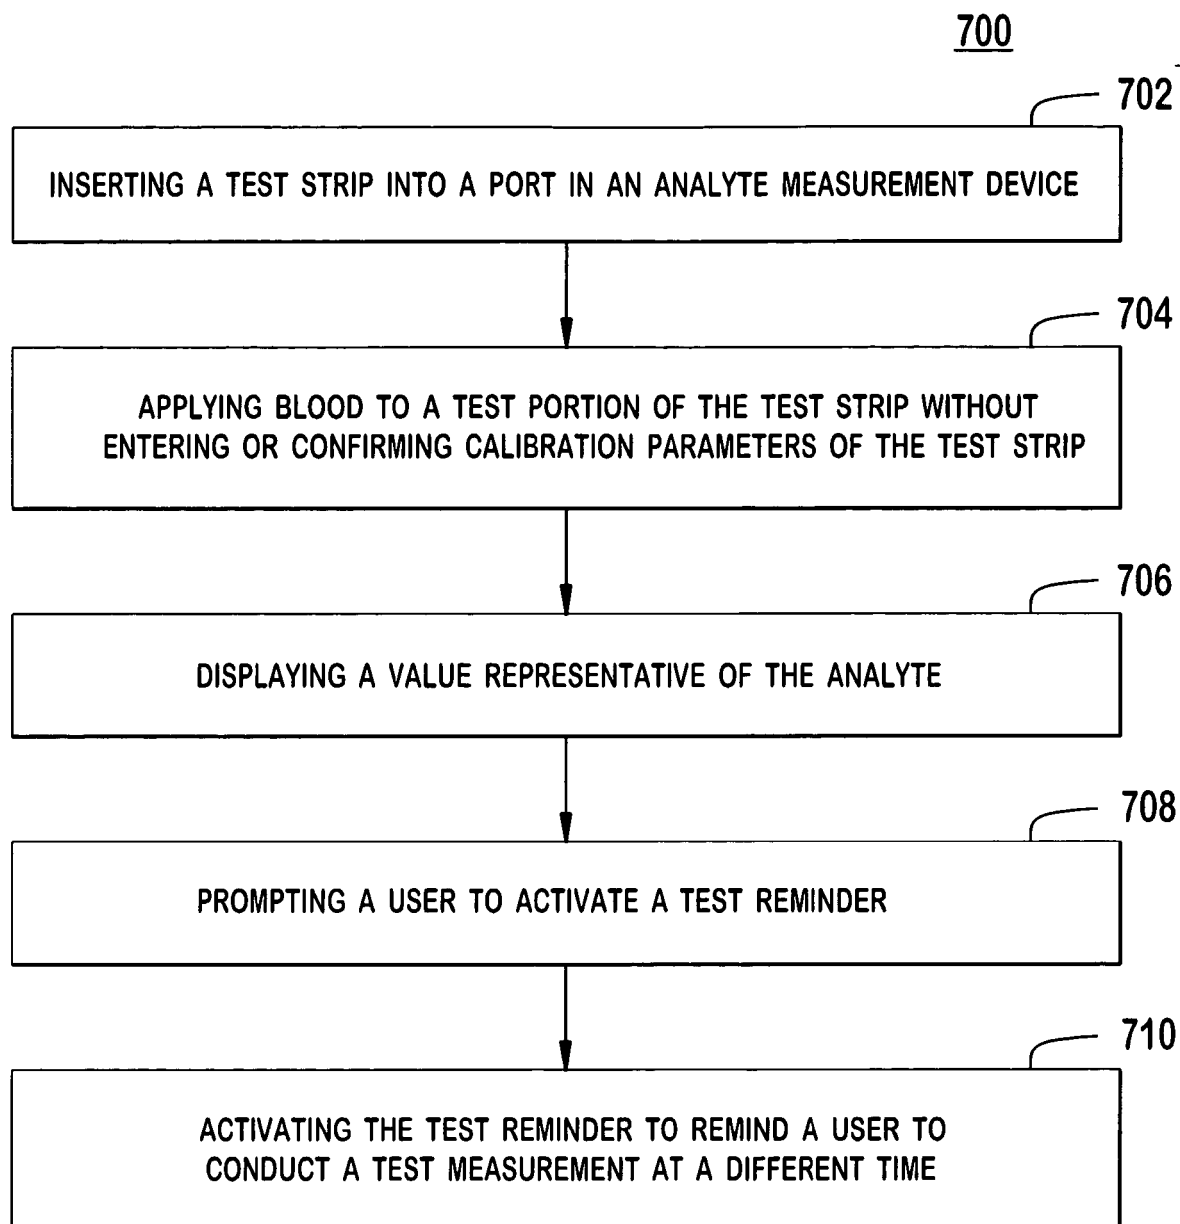 700
702
INSERTING A TEST STRIP INTO A PORT IN AN ANALYTE MEASUREMENT DEVICE
704
APPLYING BLOOD TO A TEST PORTION OF THE TEST STRIP WITHOUT
ENTERING OR CONFIRMING CALIBRATION PARAMETERS OF THE TEST STRIP
706
DISPLAYING A VALUE REPRESENTATIVE OF THE ANALYTE
708
PROMPTING A USER TO ACTIVATE A TEST REMINDER
710
ACTIVATING THE TEST REMINDER TO REMIND A USER TO
CONDUCT A TEST MEASUREMENT AT A DIFFERENT TIME